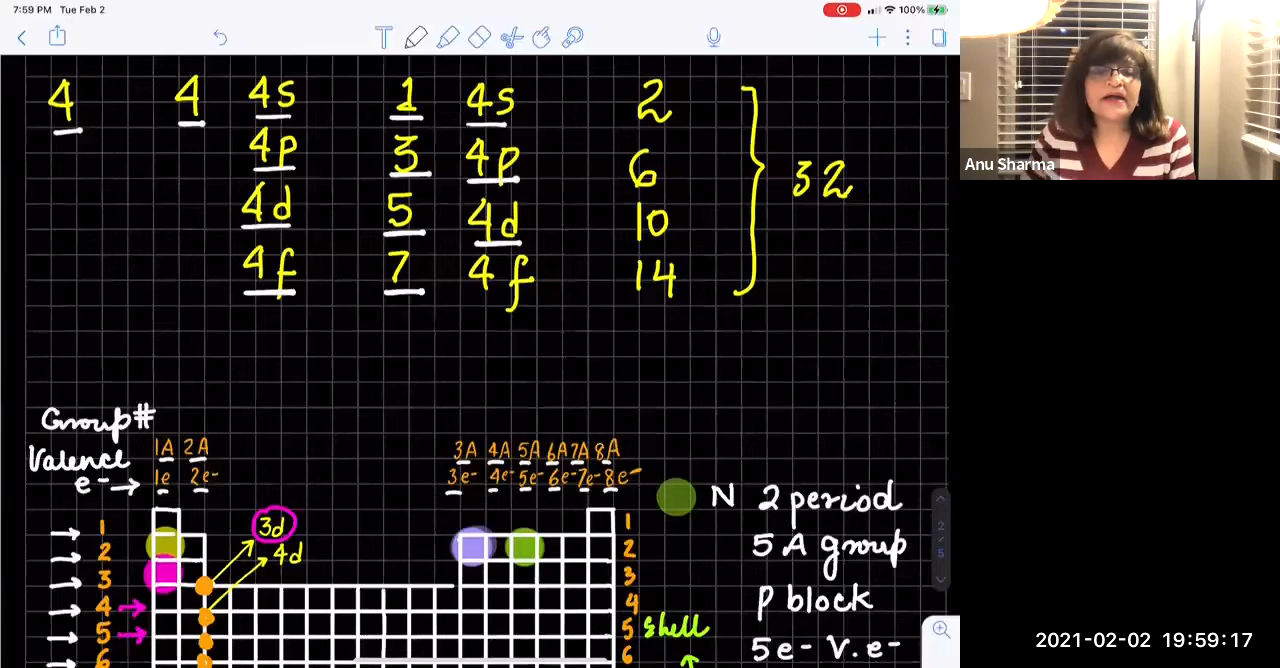 7:59 PM Tue Feb 2
100%
4 4 4s 1 4s 2
4p 3 4p 6
4d 5 4d 10
4f 7 4f 14
32
Anu Sharma
Group#
Valence
e- →
1A 2A
1e 2e-
3A 4A 5A 6A 7A 8A
3e- 4e- 5e- 6e- 7e- 8e-
3d
4d
1
2
3
4
5
6
1
2
3
4
5
6
shell
N 2 period
5 A group
p block
5e- V.e-
2
5
2021-02-02 19:59:17